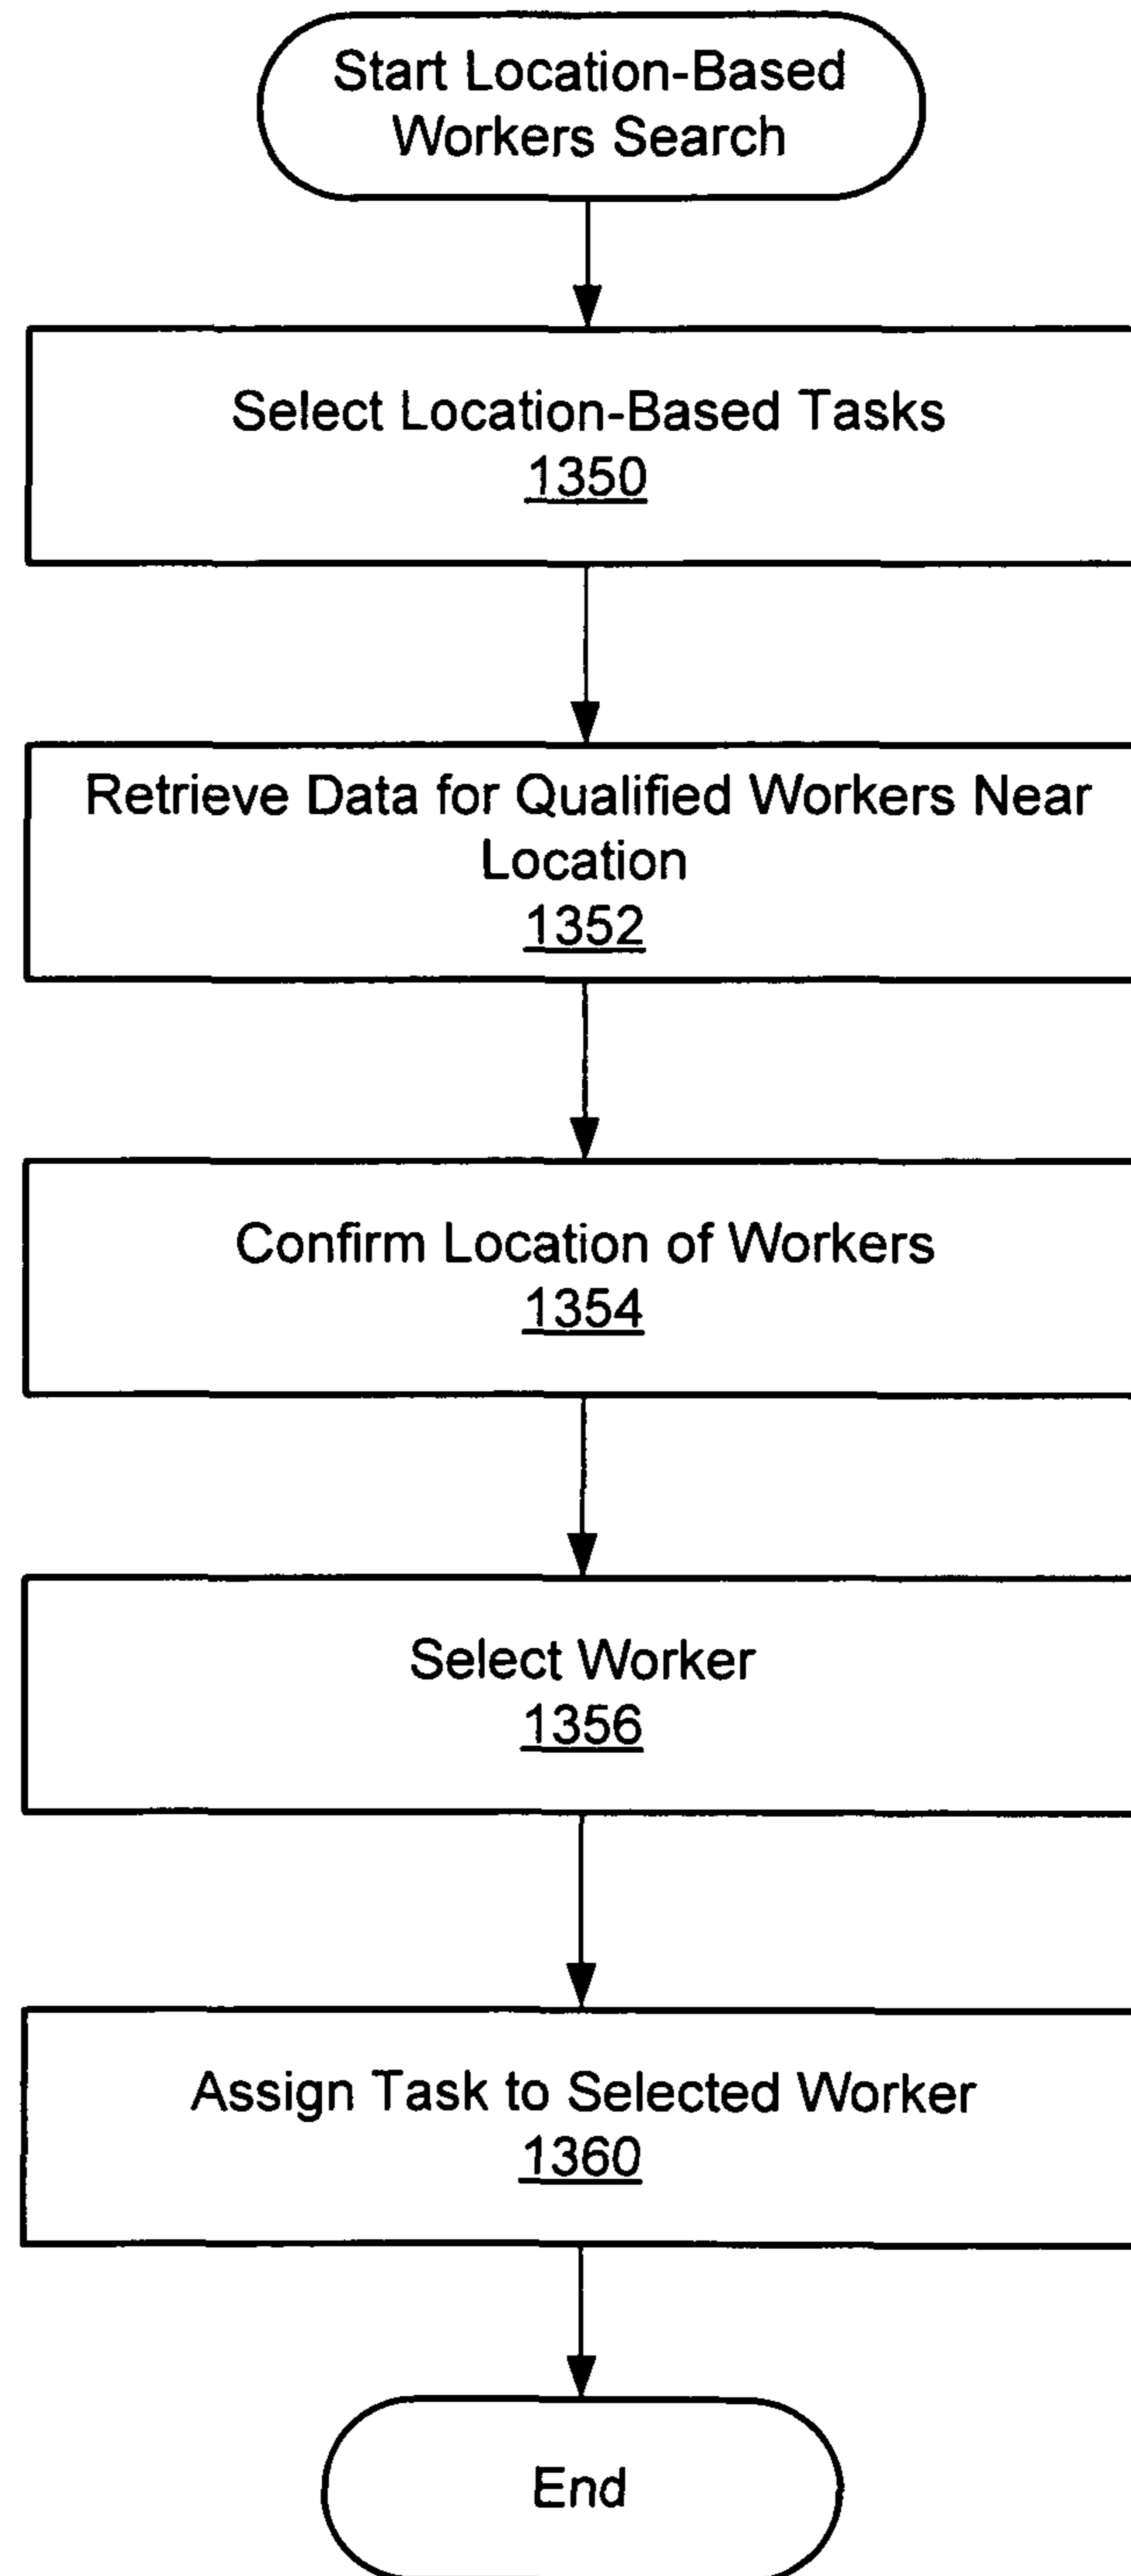 Start Location-Based
Workers Search
Select Location-Based Tasks
1350
Retrieve Data for Qualified Workers Near
Location
1352
Confirm Location of Workers
1354
Select Worker
1356
Assign Task to Selected Worker
1360
End